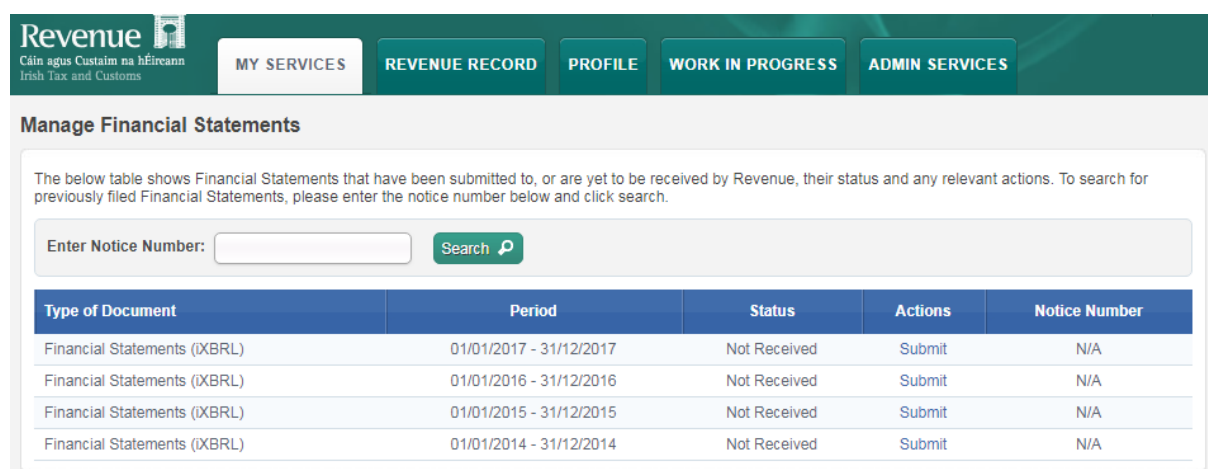 Revenue
Cáin agus Custaim na hÉireann
Irish Tax and Customs
MY SERVICES
REVENUE RECORD
PROFILE
WORK IN PROGRESS
ADMIN SERVICES
Manage Financial Statements
The below table shows Financial Statements that have been submitted to, or are yet to be received by Revenue, their status and any relevant actions. To search for
previously filed Financial Statements, please enter the notice number below and click search.
Enter Notice Number:
Search
Type of Document Period Status Actions Notice Number
Financial Statements (iXBRL) 01/01/2017 - 31/12/2017 Not Received Submit N/A
Financial Statements (iXBRL) 01/01/2016 - 31/12/2016 Not Received Submit N/A
Financial Statements (iXBRL) 01/01/2015 - 31/12/2015 Not Received Submit N/A
Financial Statements (iXBRL) 01/01/2014 - 31/12/2014 Not Received Submit N/A